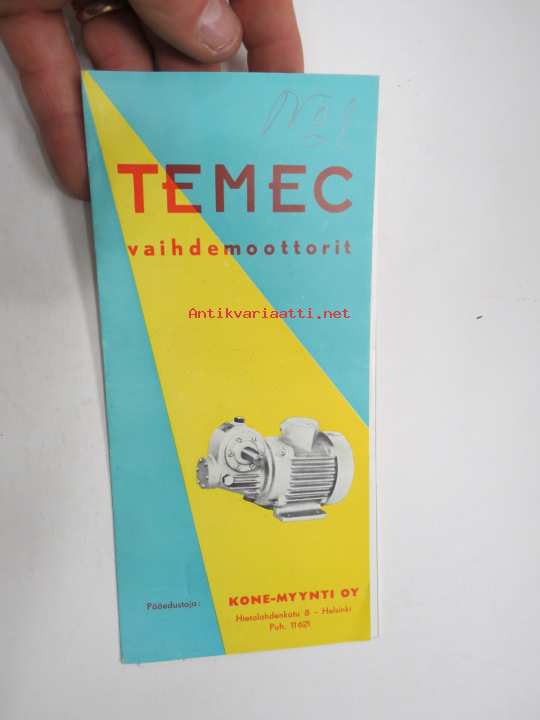 TEMEC
vaihdemoottorit
Antikvariaatti.net
Pääedustaja: KONE-MYYNTI OY
Hietalahdenkatu 8 – Helsinki
Puh. 11621